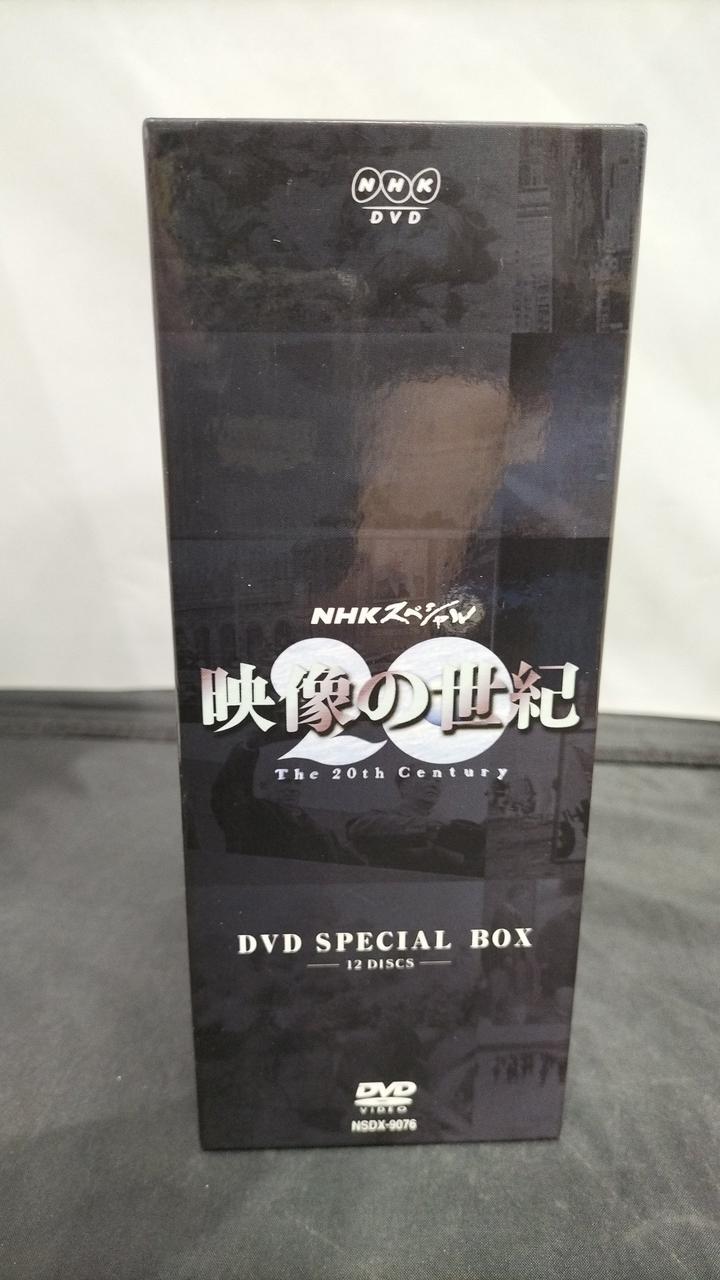 NHK
DVD
NHKスペシャル
20
映像の世紀
The 20th Century
DVD SPECIAL BOX
12 DISCS
DVD
VIDEO
NSDX-9076